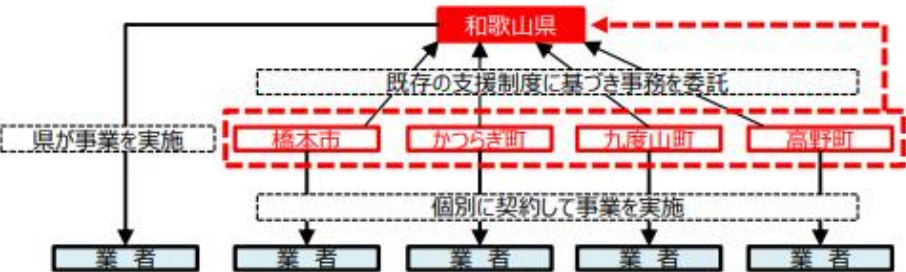 和歌山県
既存の支援制度に基づき事務を委託
県が事業を実施
橋本市
かつらぎ町
九度山町
高野町
個別に契約して事業を実施
業 者
業 者
業 者
業 者
業 者